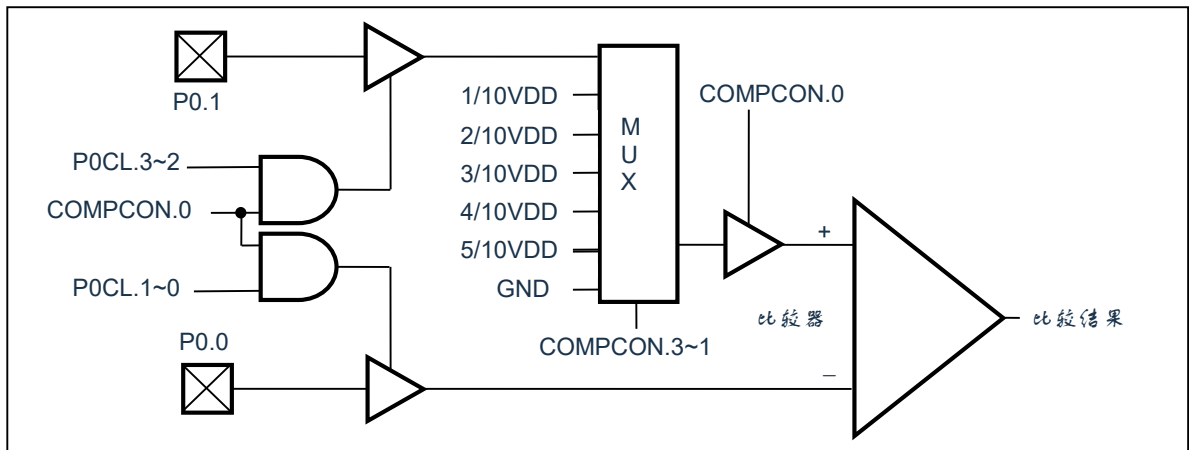 P0.1
P0CL.3~2
COMPCON.0
P0CL.1~0
P0.0
1/10VDD
2/10VDD
3/10VDD
4/10VDD
5/10VDD
GND
M
U
X
COMPCON.3~1
COMPCON.0
+
比较器
−
比较结果